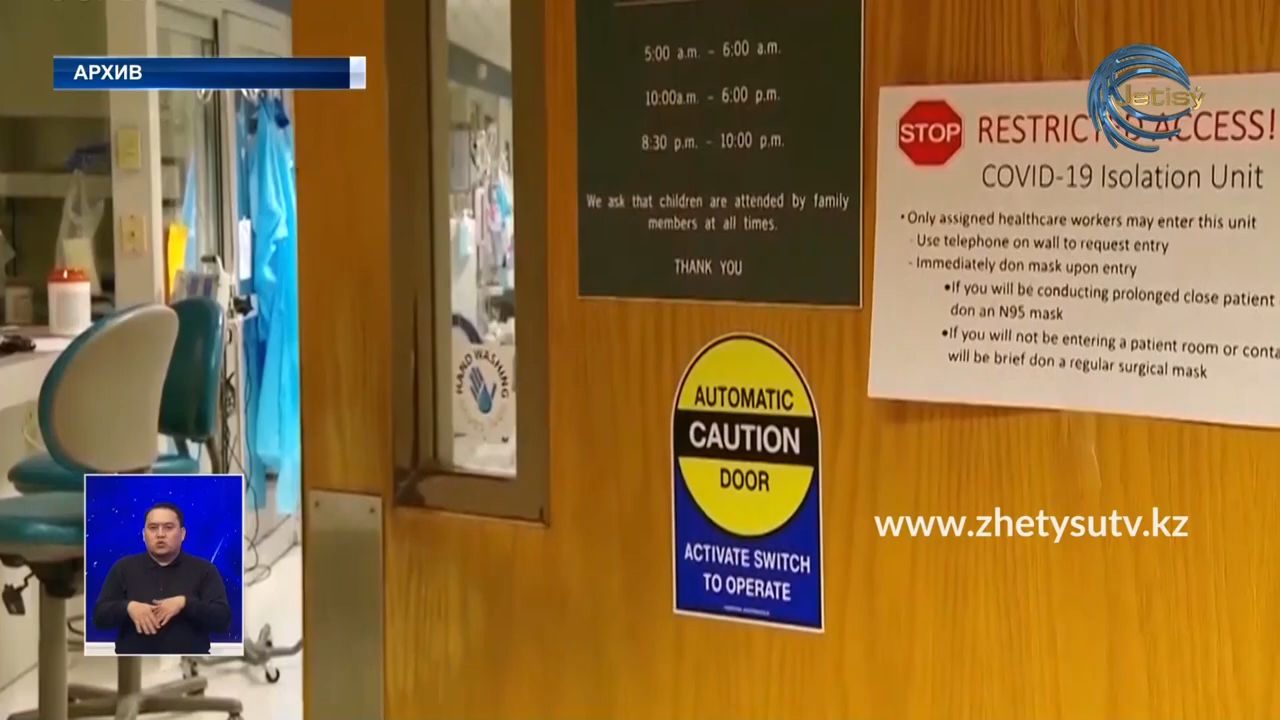 АРХИВ
5:00 a.m. - 6:00 a.m.
10:00a.m. - 6:00 p.m.
8:30 p.m. - 10:00 p.m.
We ask that children are attended by family
members at all times.
THANK YOU
Jetisý
STOP
RESTRICTED ACCESS!
COVID-19 Isolation Unit
• Only assigned healthcare workers may enter this unit
- Use telephone on wall to request entry
- Immediately don mask upon entry
•If you will be conducting prolonged close patient
don an N95 mask
•If you will not be entering a patient room or conta
will be brief don a regular surgical mask
HAND WASHING
AUTOMATIC
CAUTION
DOOR
ACTIVATE SWITCH
TO OPERATE
www.zhetysutv.kz